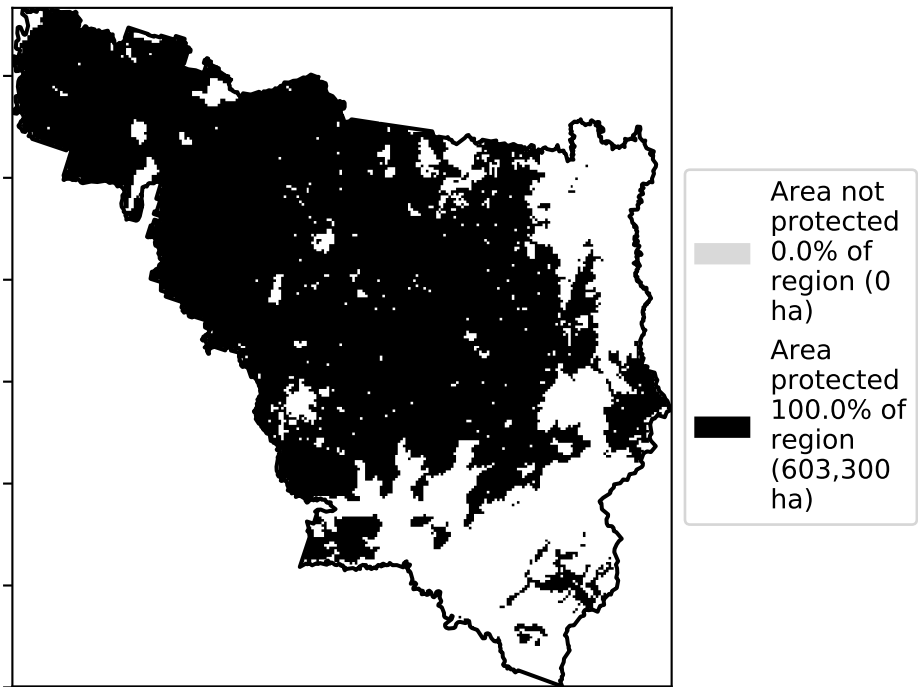 Area not
protected
0.0% of
region (0
ha)
Area
protected
100.0% of
region
(603,300
ha)